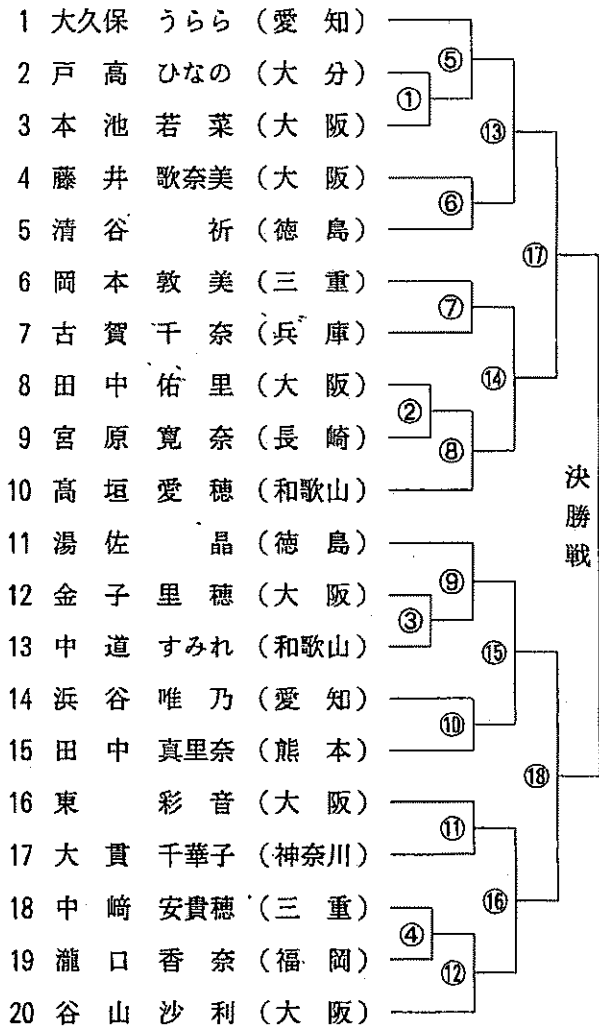 1 大久保 うらら (愛 知)
2 戸 高 ひなの (大 分)
3 本 池 若 菜 (大 阪)
4 藤 井 歌奈美 (大 阪)
5 清 谷 祈 (徳 島)
6 岡 本 敦 美 (三 重)
7 古 賀 千 奈 (兵 庫)
8 田 中 佑 里 (大 阪)
9 宮 原 寛 奈 (長 崎)
10 高 垣 愛 穂 (和歌山)
11 湯 佐 晶 (徳 島)
12 金 子 里 穂 (大 阪)
13 中 道 すみれ (和歌山)
14 浜 谷 唯 乃 (愛 知)
15 田 中 真里奈 (熊 本)
16 東 彩 音 (大 阪)
17 大 貫 千華子 (神奈川)
18 中 﨑 安貴穂 (三 重)
19 瀧 口 香 奈 (福 岡)
20 谷 山 沙 利 (大 阪)
①
②
③
④
⑤
⑥
⑦
⑧
⑨
⑩
⑪
⑫
⑬
⑭
⑮
⑯
⑰
⑱
決勝戦